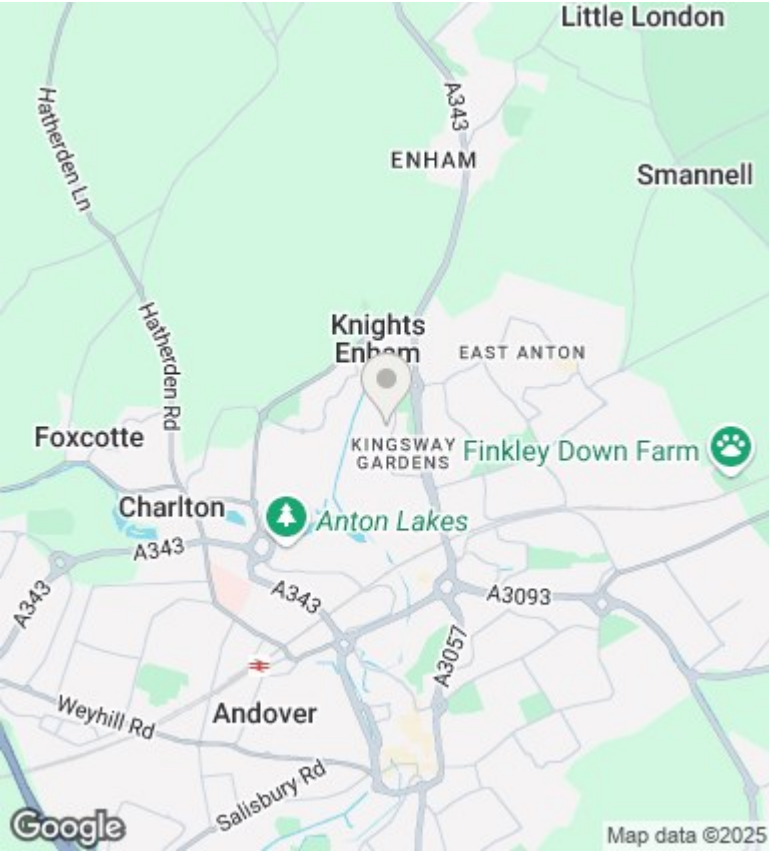 Little London
A343
Hatherden Ln
ENHAM
Smannell
Hatherden Rd
Knights
Enham
EAST ANTON
Foxcotte
KINGSWAY
GARDENS
Finkley Down Farm
Charlton
Anton Lakes
A343
A343
A343
A3093
A3057
Weyhill Rd
Andover
Salisbury Rd
Google
Map data ©2025